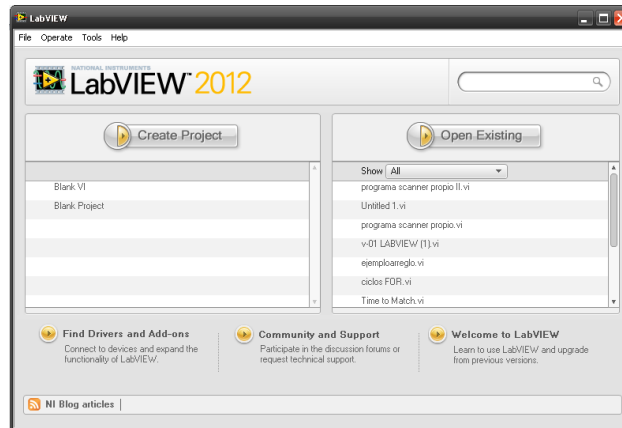 LabVIEW
File Operate Tools Help
NATIONAL INSTRUMENTS
LabVIEW™ 2012
Create Project
Blank VI
Blank Project
Open Existing
Show All
programa scanner propio II.vi
Untitled 1.vi
programa scanner propio.vi
v-01 LABVIEW (1).vi
ejemploarreglo.vi
ciclos FOR.vi
Time to Match.vi
Find Drivers and Add-ons
Connect to devices and expand the
functionality of LabVIEW.
Community and Support
Participate in the discussion forums or
request technical support.
Welcome to LabVIEW
Learn to use LabVIEW and upgrade
from previous versions.
NI Blog articles